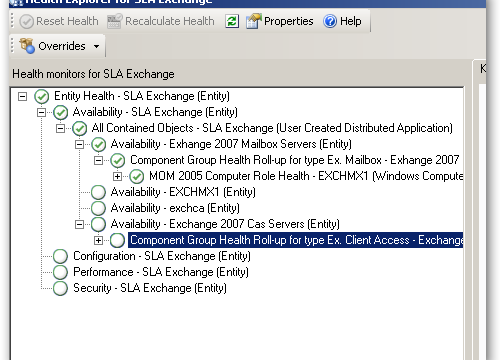 Health Explorer for SLA Exchange
Reset Health Recalculate Health Properties Help
Overrides
Health monitors for SLA Exchange
K
Entity Health - SLA Exchange (Entity)
Availability - SLA Exchange (Entity)
All Contained Objects - SLA Exchange (User Created Distributed Application)
Availability - Exhange 2007 Mailbox Servers (Entity)
Component Group Health Roll-up for type Ex. Mailbox - Exhange 2007
MOM 2005 Computer Role Health - EXCHMX1 (Windows Compute
Availability - EXCHMX1 (Entity)
Availability - exchca (Entity)
Availability - Exchange 2007 Cas Servers (Entity)
Component Group Health Roll-up for type Ex. Client Access - Exchange
Configuration - SLA Exchange (Entity)
Performance - SLA Exchange (Entity)
Security - SLA Exchange (Entity)